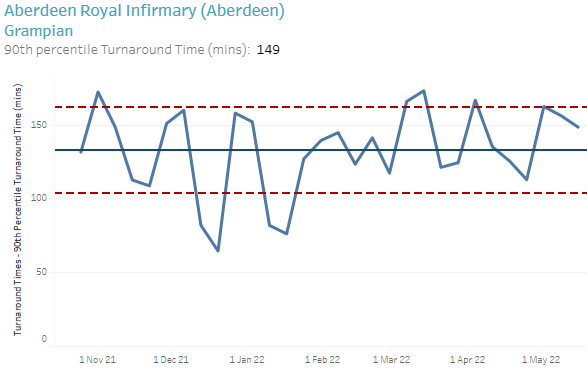 Aberdeen Royal Infirmary (Aberdeen)
Grampian
90th percentile Turnaround Time (mins): 149
Turnaround Times - 90th Percentile Turnaround Time (mins)
150
100
50
0
1 Nov 21 1 Dec 21 1 Jan 22 1 Feb 22 1 Mar 22 1 Apr 22 1 May 22